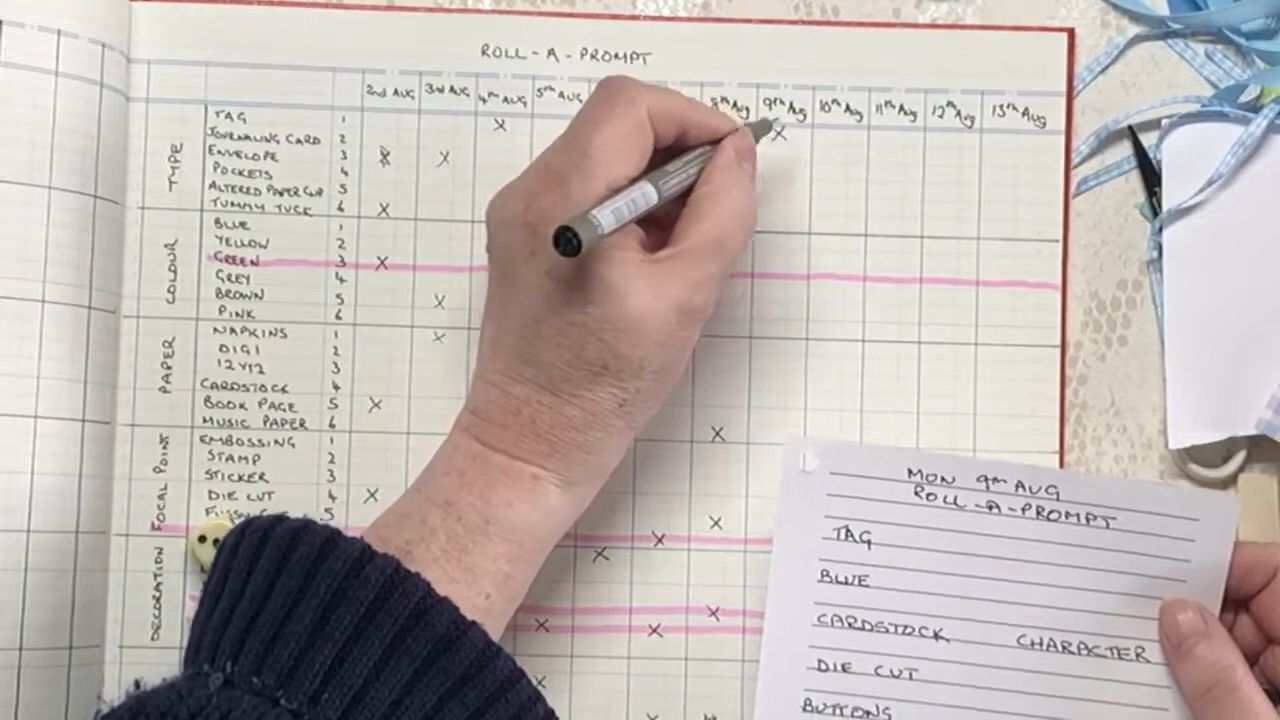 ROLL-A-PROMPT
2nd AUG 3rd AUG 4th AUG 5th AUG 8th Aug 9th Aug 10th Aug 11th Aug 12th Aug 13th Aug
TYPE
TAG 1
JOURNALING CARD 2
ENVELOPE 3 X X
POCKETS 4
ALTERED PAPER CLIP 5
TUMMY TUCK 6 X
COLOUR
BLUE 1
YELLOW 2
GREEN 3 X
GREY 4
BROWN 5 X
PINK 6
PAPER
NAPKINS 1 X
DIGI 2
12x12 3
CARDSTOCK 4
BOOK PAGE 5 X
MUSIC PAPER 6 X
FOCAL POINT
EMBOSSING 1
STAMP 2
STICKER 3
DIE CUT 4 X
5
DECORATION
MON 9th AUG
ROLL-A-PROMPT
TAG
BLUE
CARDSTOCK CHARACTER
DIE CUT
BUTTONS